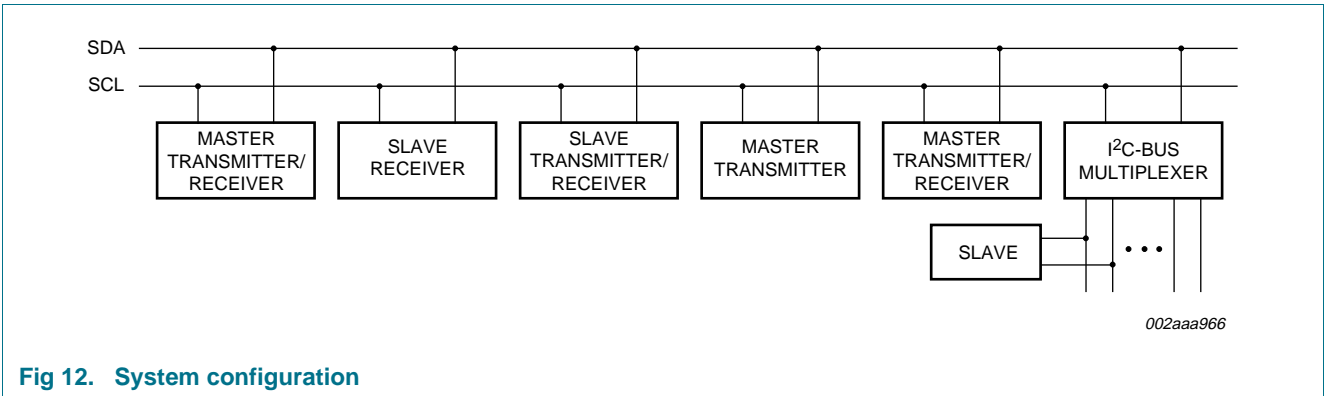 SDA
SCL
MASTER
TRANSMITTER/
RECEIVER
SLAVE
RECEIVER
SLAVE
TRANSMITTER/
RECEIVER
MASTER
TRANSMITTER
MASTER
TRANSMITTER/
RECEIVER
I²C-BUS
MULTIPLEXER
SLAVE
002aaa966
Fig 12. System configuration